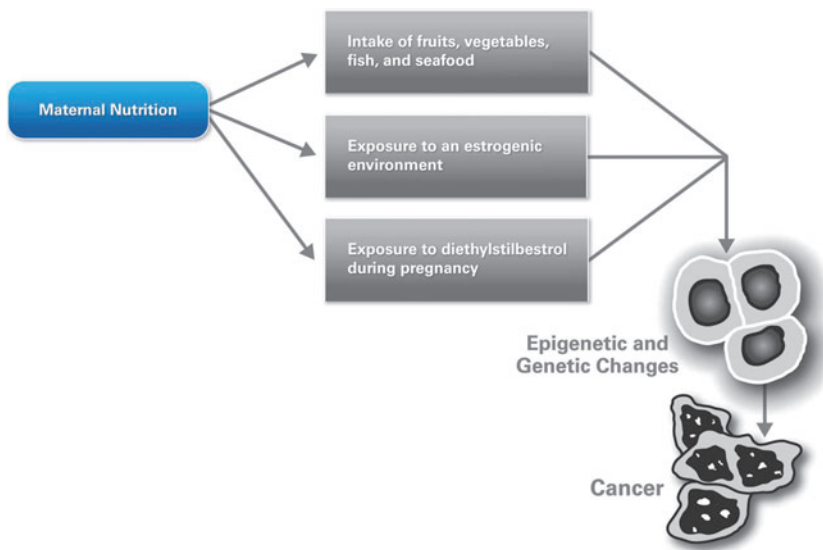 Intake of fruits, vegetables,
fish, and seafood
Maternal Nutrition
Exposure to an estrogenic
environment
Exposure to diethylstilbestrol
during pregnancy
Epigenetic and
Genetic Changes
Cancer